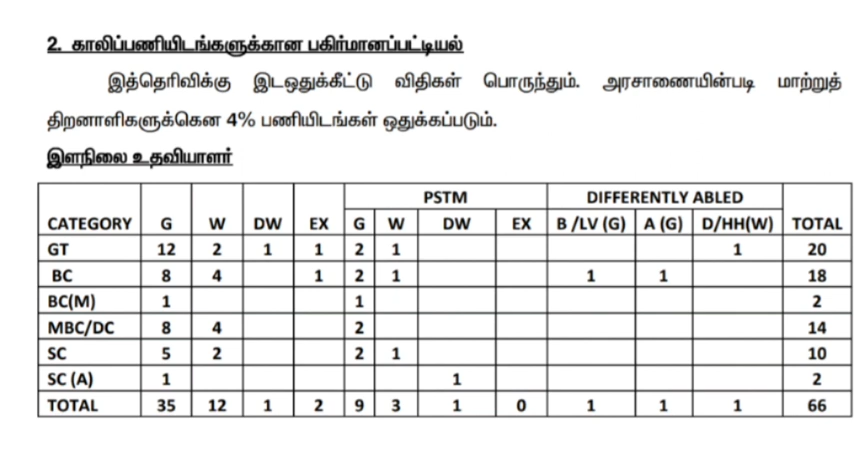 2. காலிப்பணியிடங்களுக்கான பகிர்மானப்பட்டியல்
இத்தெரிவிக்கு இடஒதுக்கீட்டு விதிகள் பொருந்தும். அரசாணையின்படி மாற்றுத்
திறனாளிகளுக்கென 4% பணியிடங்கள் ஒதுக்கப்படும்.
இளநிலை உதவியாளர்
PSTM DIFFERENTLY ABLED
CATEGORY G W DW EX G W DW EX B /LV (G) A (G) D/HH(W) TOTAL
GT 12 2 1 1 2 1 1 20
BC 8 4 1 2 1 1 1 18
BC(M) 1 1 2
MBC/DC 8 4 2 14
SC 5 2 2 1 10
SC (A) 1 1 2
TOTAL 35 12 1 2 9 3 1 0 1 1 1 66